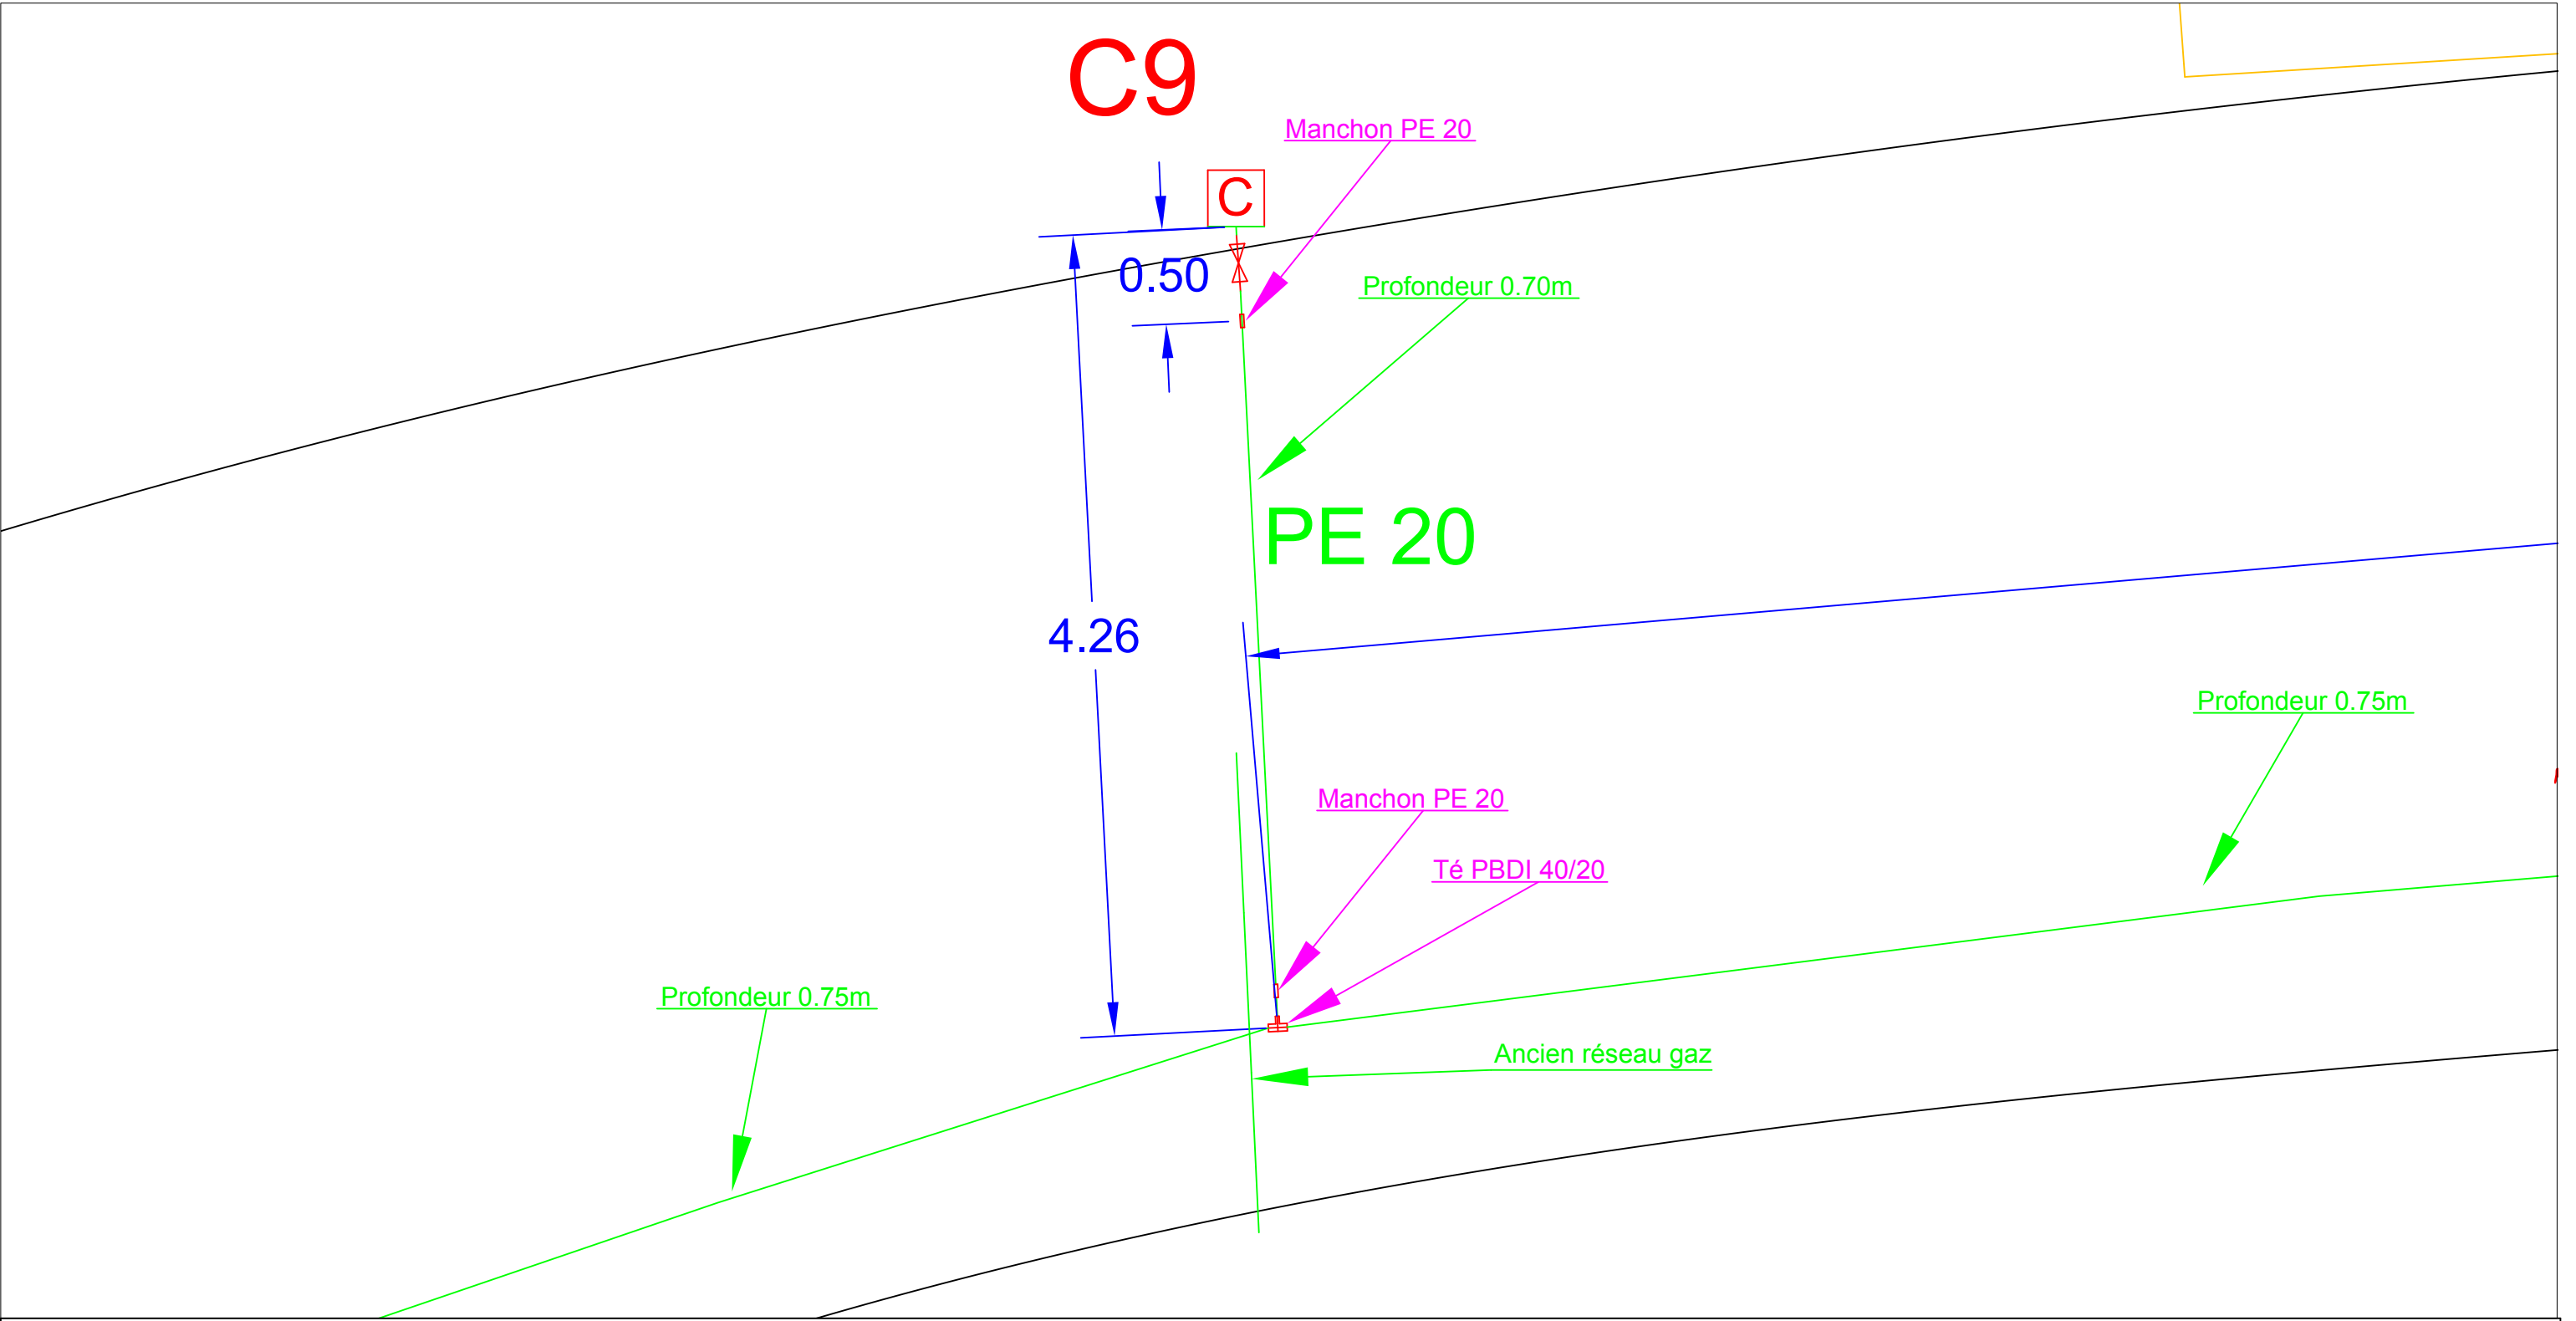 C9
Manchon PE 20
C
0.50
Profondeur 0.70m
PE 20
4.26
Profondeur 0.75m
Manchon PE 20
Té PBDI 40/20
Profondeur 0.75m
Ancien réseau gaz